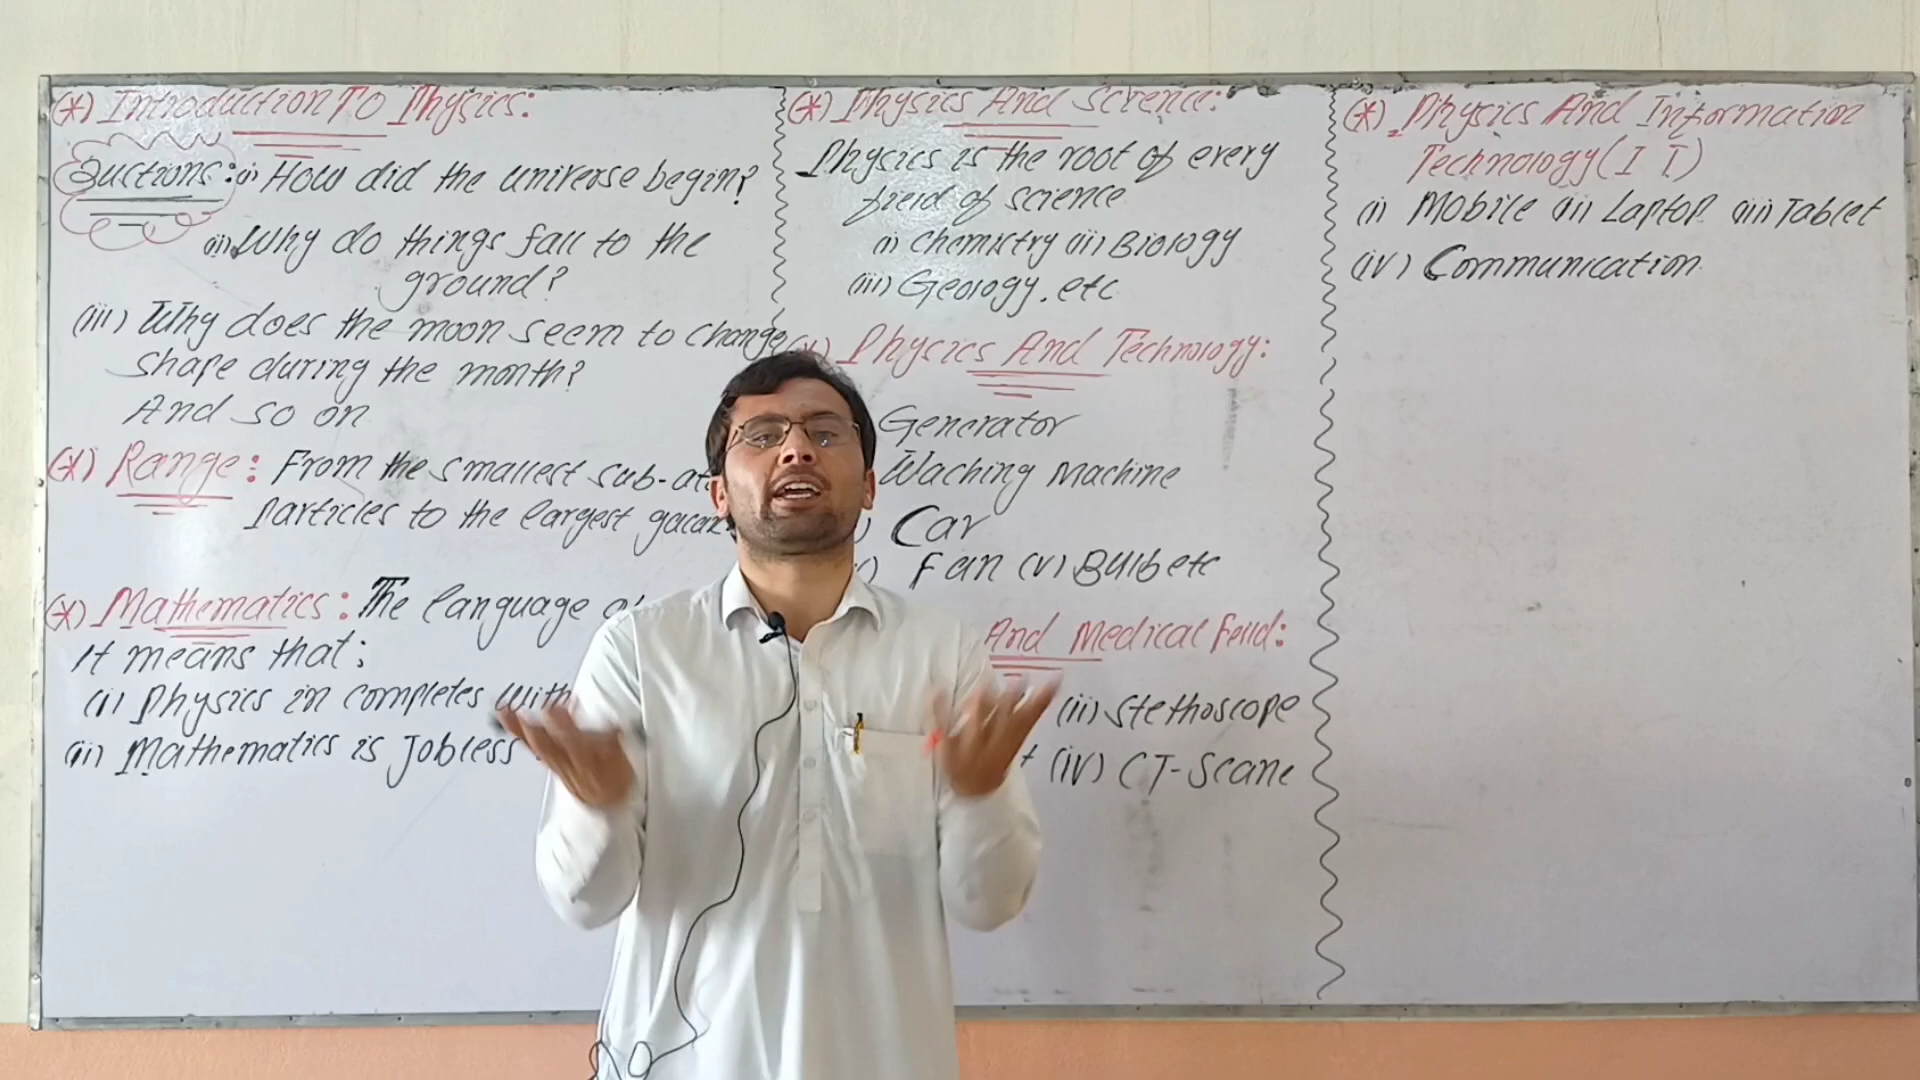 (*) Introduction To Physics:
Quctions: (i) How did the universe begin?
(ii) Why do things fall to the
ground?
(iii) Why does the moon seem to change
shape during the month?
And so on
(*) Range: From the smallest sub-at
Particles to the largest
(*) Mathematics: The language
It means that;
(i) Physics in completes with
(ii) Mathematics is Jobless
(*) Physics And Science:
Physics is the root of every
field of science
(i) Chemistry (ii) Biology
(iii) Geology, etc
(*) Physics And Technology:
Generator
Waching Machine
Car
Fan (v) Bulb etc
And Medical Feild:
(ii) Stethoscope
(iv) CT-Scane
(*) Physics And Information
Technology (I T)
(i) Mobile (ii) Laptop (iii) Tablet
(iv) Communication